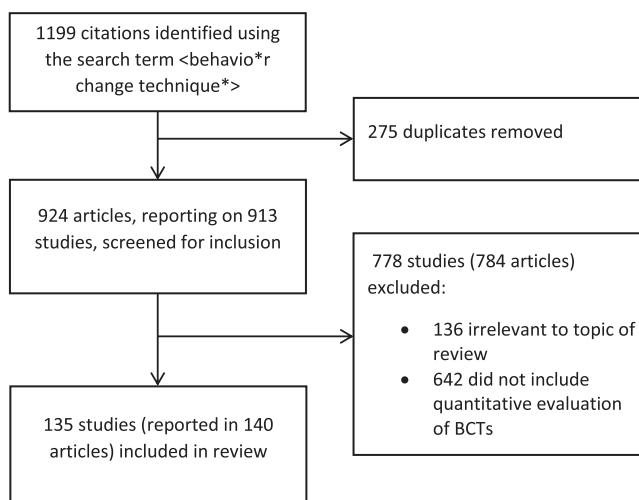 1199 citations identified using
the search term <behavio*r
change technique*>
275 duplicates removed
924 articles, reporting on 913
studies, screened for inclusion
778 studies (784 articles)
excluded:
• 136 irrelevant to topic of
review
• 642 did not include
quantitative evaluation
of BCTs
135 studies (reported in 140
articles) included in review